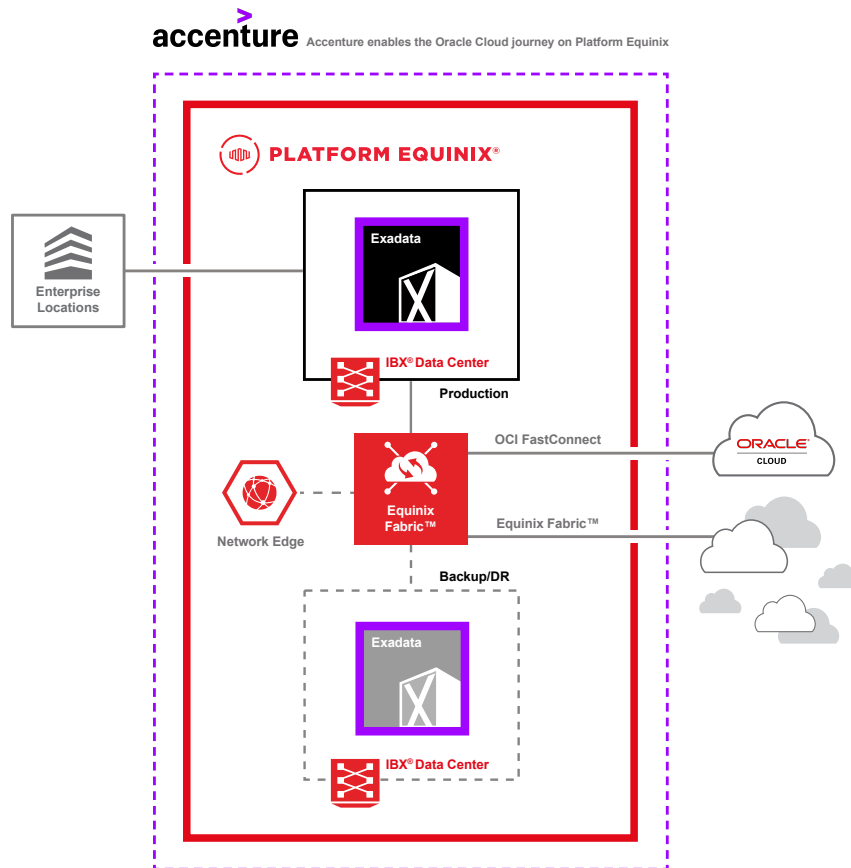 accenture
Accenture enables the Oracle Cloud journey on Platform Equinix
PLATFORM EQUINIX®
Exadata
Enterprise
Locations
IBX® Data Center
Production
OCI FastConnect
ORACLE®
CLOUD
Equinix
Fabric™
Network Edge
Equinix Fabric™
Backup/DR
Exadata
IBX® Data Center